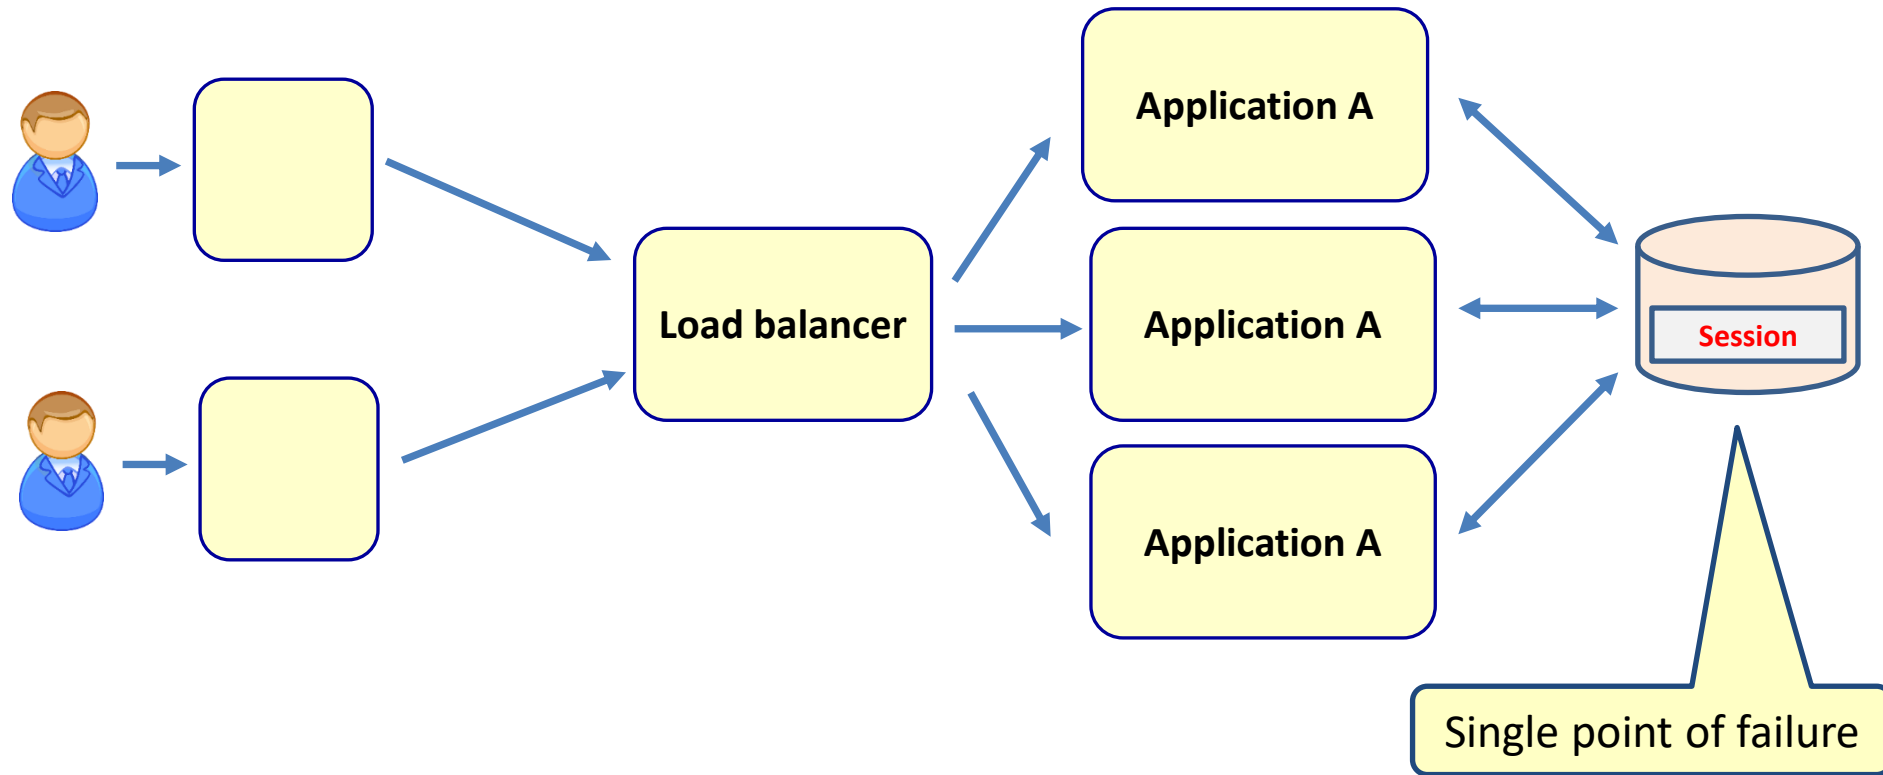 Application A
Load balancer
Application A
Session
Application A
Single point of failure